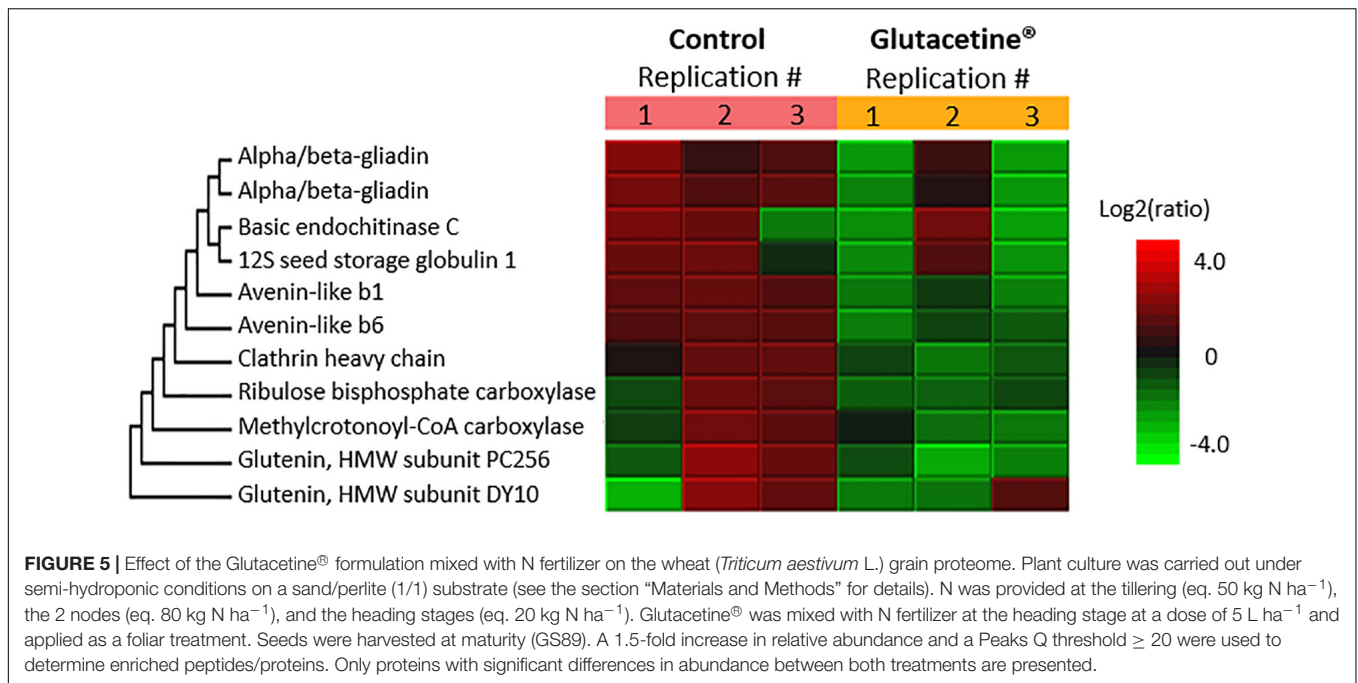 Control
Glutacetine®
Replication #
Replication #
1 2 3 1 2 3
Alpha/beta-gliadin
Alpha/beta-gliadin
Basic endochitinase C
12S seed storage globulin 1
Avenin-like b1
Avenin-like b6
Clathrin heavy chain
Ribulose bisphosphate carboxylase
Methylcrotonoyl-CoA carboxylase
Glutenin, HMW subunit PC256
Glutenin, HMW subunit DY10
Log2(ratio)
4.0
0
-4.0
FIGURE 5 | Effect of the Glutacetine® formulation mixed with N fertilizer on the wheat (Triticum aestivum L.) grain proteome. Plant culture was carried out under
semi-hydroponic conditions on a sand/perlite (1/1) substrate (see the section “Materials and Methods” for details). N was provided at the tillering (eq. 50 kg N ha⁻¹),
the 2 nodes (eq. 80 kg N ha⁻¹), and the heading stages (eq. 20 kg N ha⁻¹). Glutacetine® was mixed with N fertilizer at the heading stage at a dose of 5 L ha⁻¹ and
applied as a foliar treatment. Seeds were harvested at maturity (GS89). A 1.5-fold increase in relative abundance and a Peaks Q threshold ≥ 20 were used to
determine enriched peptides/proteins. Only proteins with significant differences in abundance between both treatments are presented.